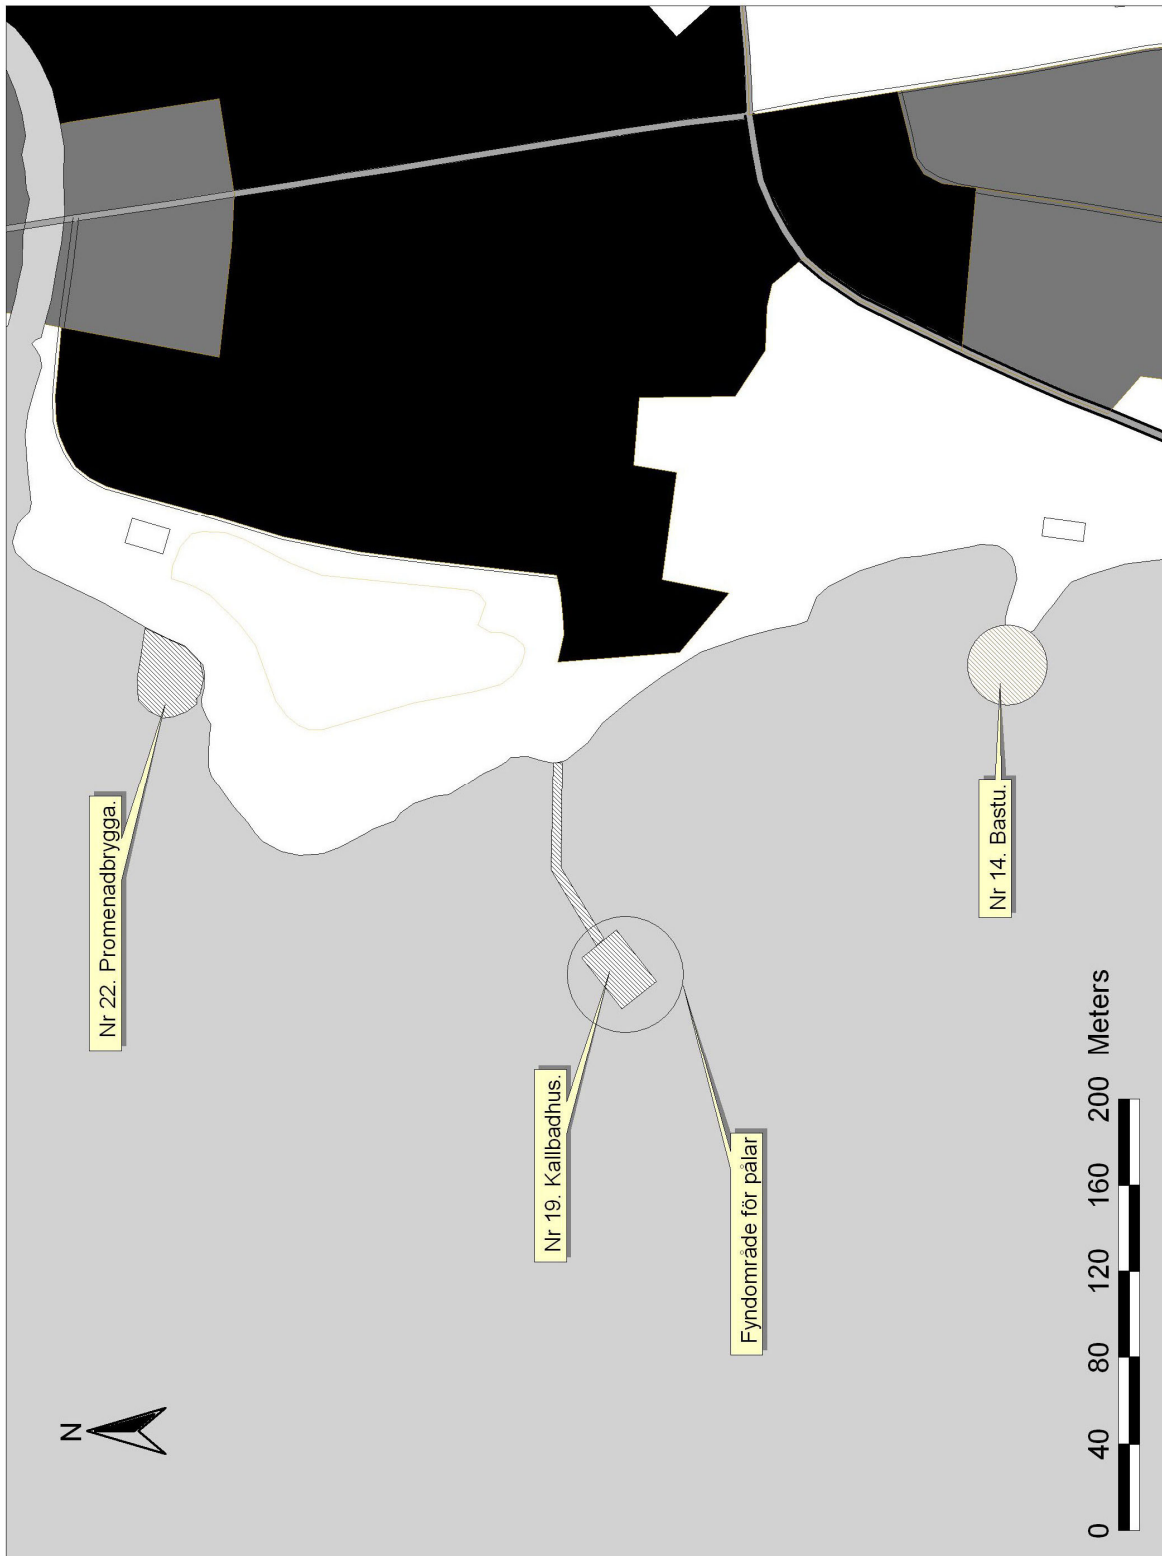 N
Nr 22. Promenadbrygga.
Nr 19. Kallbadhus.
Fyndområde för pålar
Nr 14. Bastu.
0 40 80 120 160 200 Meters